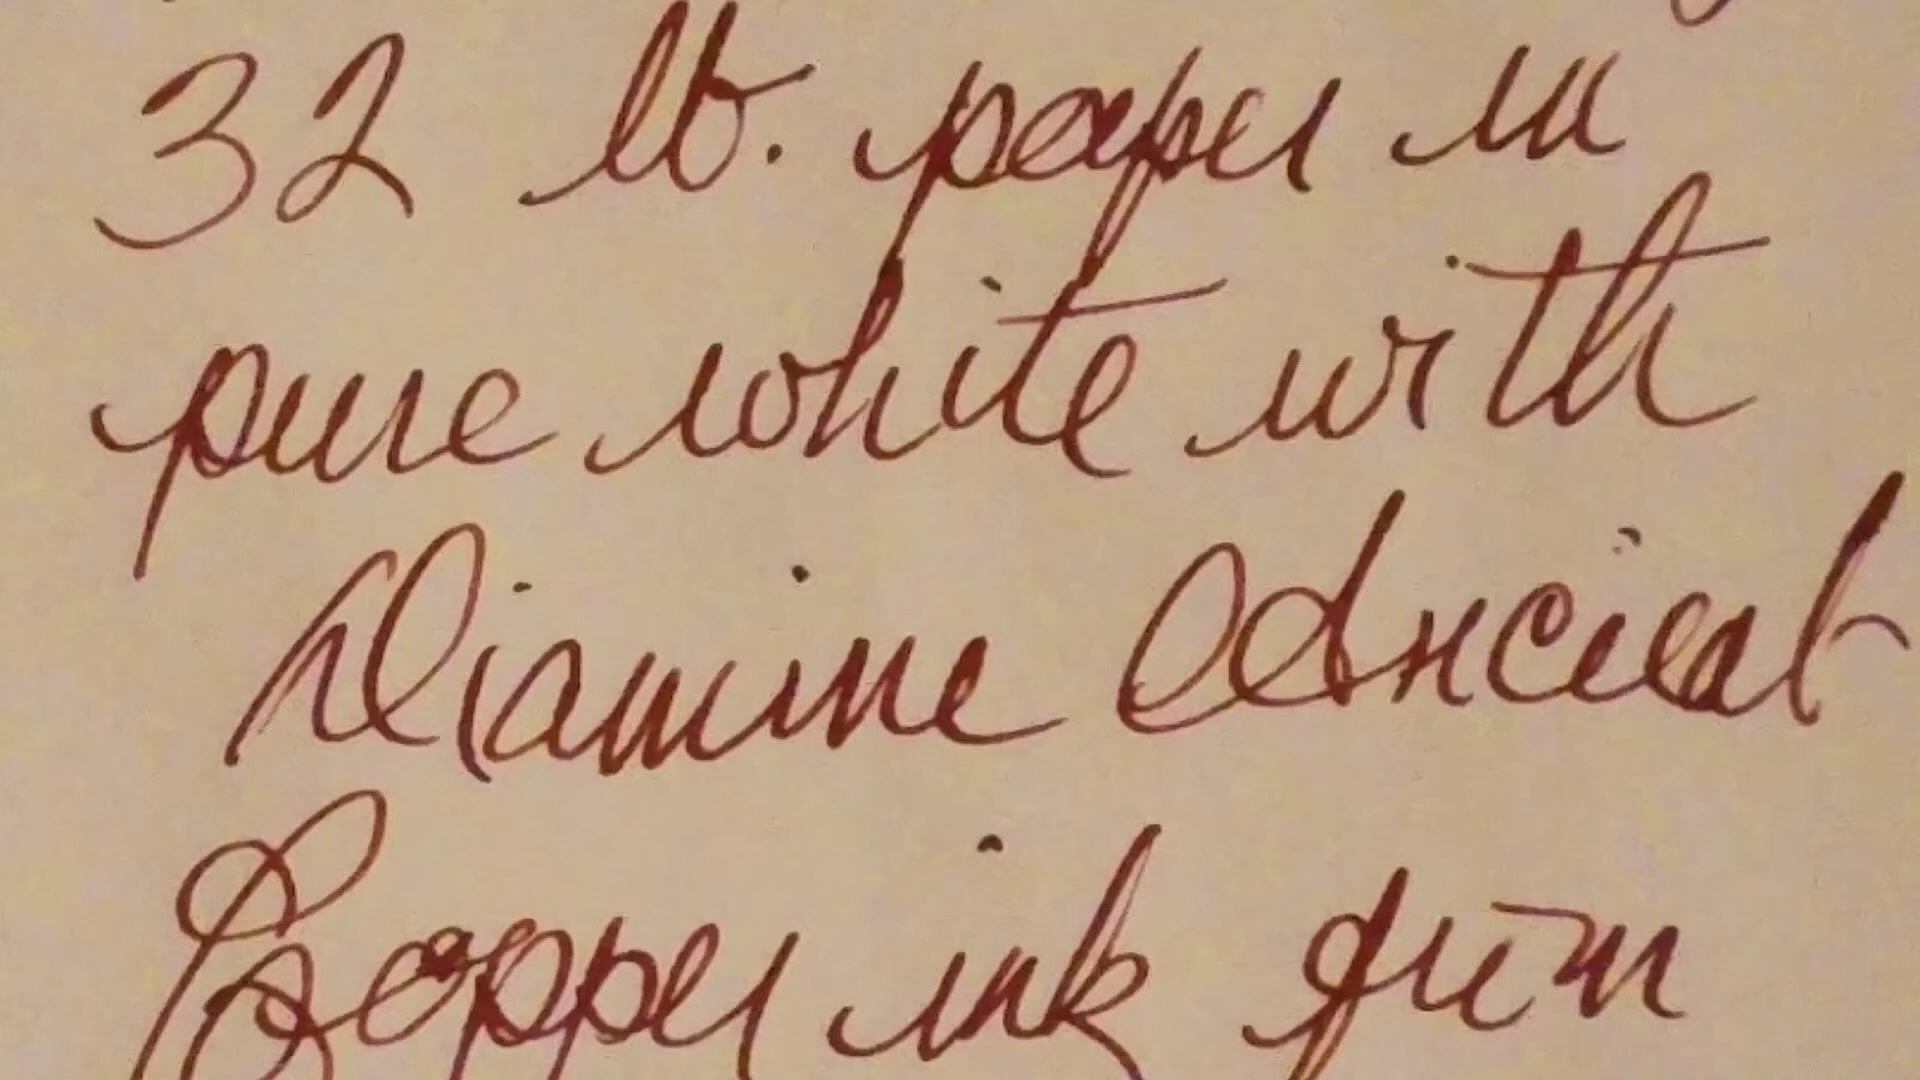 32 lb. paper in
pure white with
Diamine Ancient
Copper ink from